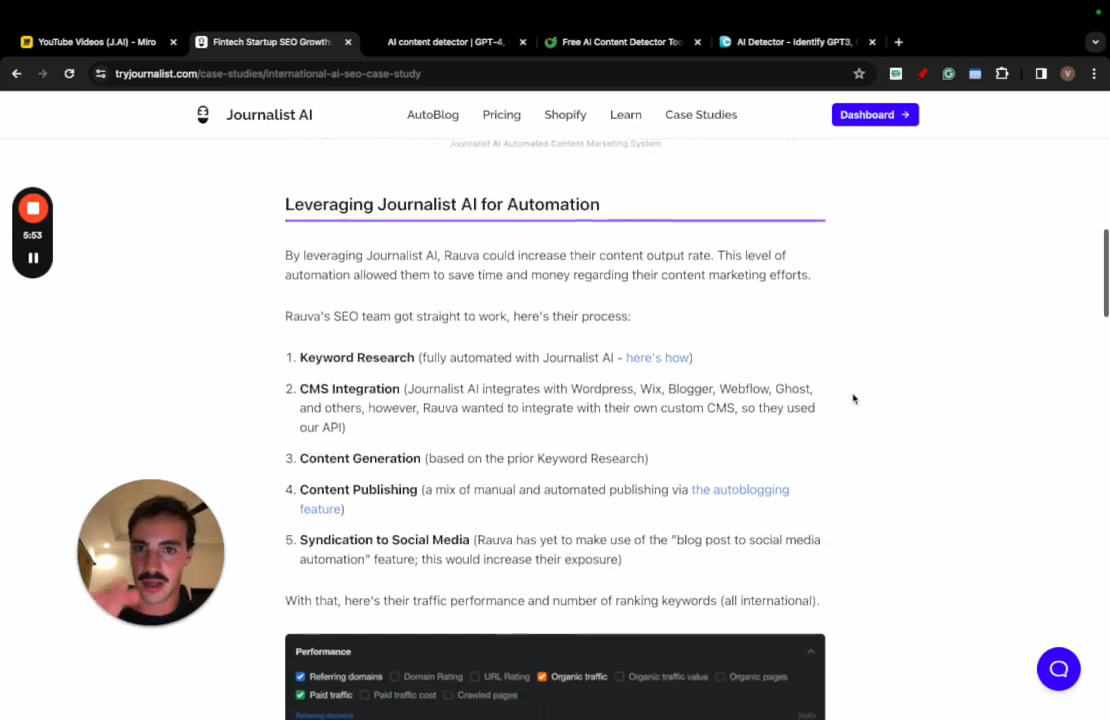 YouTube Videos (J.AI) - Miro
Fintech Startup SEO Growth:
AI content detector | GPT-4,
Free AI Content Detector Too
AI Detector - Identify GPT3, C
tryjournalist.com/case-studies/international-ai-seo-case-study
Journalist AI
AutoBlog
Pricing
Shopify
Learn
Case Studies
Dashboard →
Journalist AI Automated Content Marketing System
Leveraging Journalist AI for Automation
5:53
By leveraging Journalist AI, Rauva could increase their content output rate. This level of
automation allowed them to save time and money regarding their content marketing efforts.
Rauva's SEO team got straight to work, here's their process:
1. Keyword Research (fully automated with Journalist AI - here's how)
2. CMS Integration (Journalist AI integrates with Wordpress, Wix, Blogger, Webflow, Ghost,
and others, however, Rauva wanted to integrate with their own custom CMS, so they used
our API)
3. Content Generation (based on the prior Keyword Research)
4. Content Publishing (a mix of manual and automated publishing via the autoblogging
feature)
5. Syndication to Social Media (Rauva has yet to make use of the "blog post to social media
automation" feature; this would increase their exposure)
With that, here's their traffic performance and number of ranking keywords (all international).
Performance
Referring domains
Domain Rating
URL Rating
Organic traffic
Organic traffic value
Organic pages
Paid traffic
Paid traffic cost
Crawled pages
Referring domains
Traffic